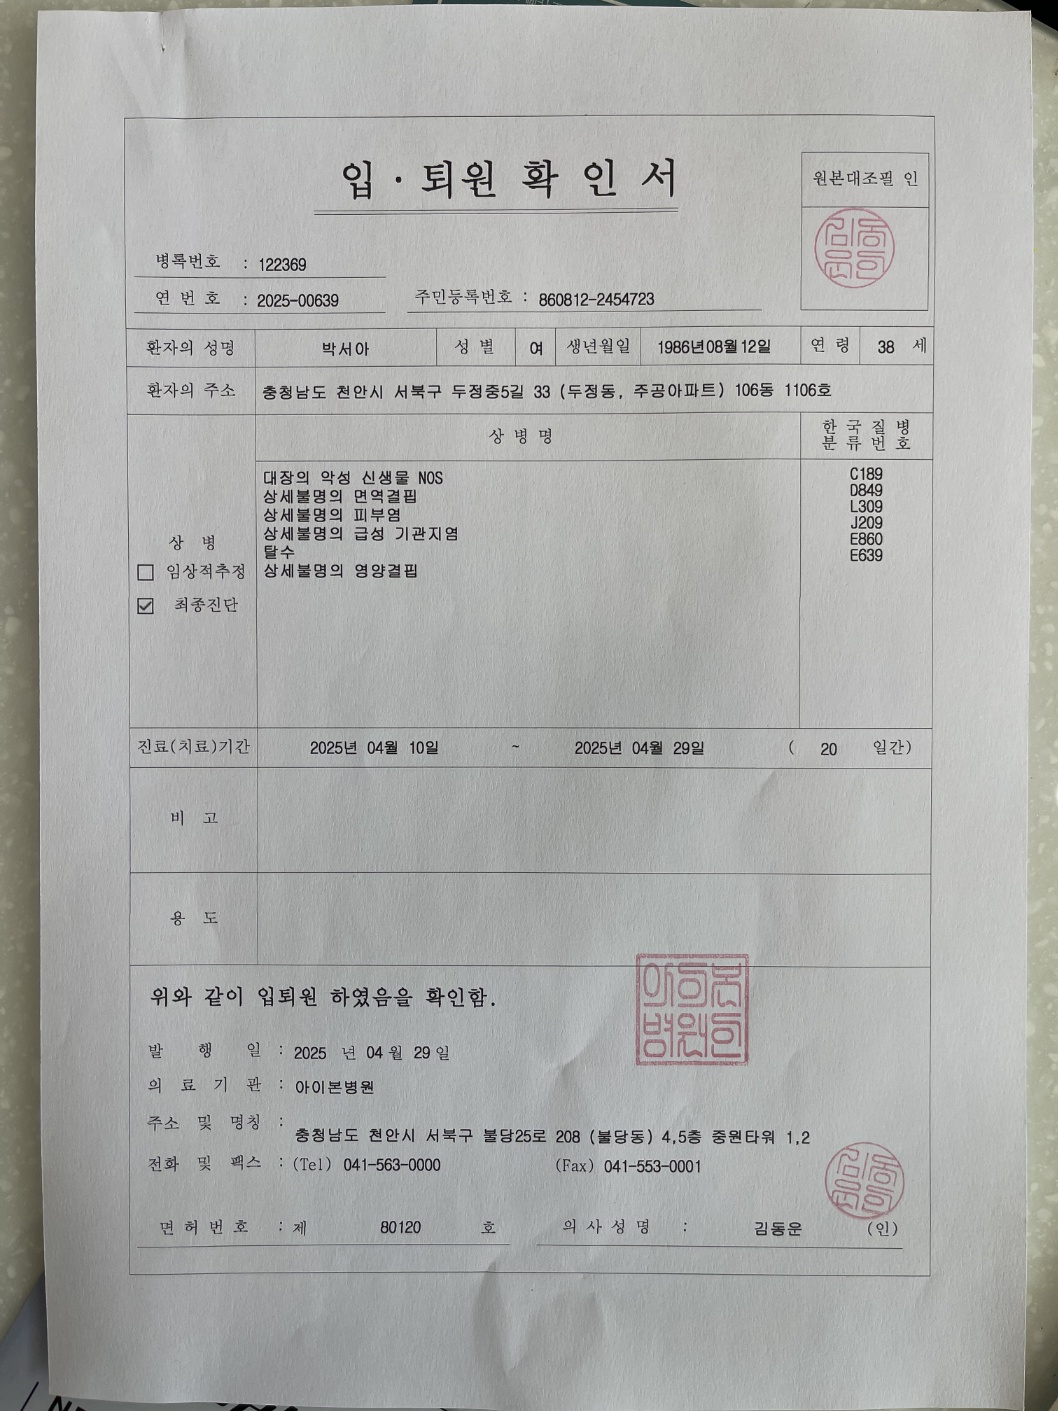 입 · 퇴원 확 인 서
원본대조필 인
병록번호 : 122369
연 번 호 : 2025-00639 주민등록번호 : 860812-2454723
환자의 성명 박서아 성 별 여 생년월일 1986년08월12일 연 령 38 세
환자의 주소 충청남도 천안시 서북구 두정중5길 33 (두정동, 주공아파트) 106동 1106호
상 병 명 한 국 질 병
분 류 번 호
대장의 악성 신생물 NOS C189
상세불명의 면역결핍 D849
상세불명의 피부염 L309
상세불명의 급성 기관지염 J209
상 병
탈수 E860
임상적추정 상세불명의 영양결핍 E639
최종진단
진료(치료)기간 2025년 04월 10일 ~ 2025년 04월 29일 ( 20 일간)
비 고
용 도
위와 같이 입퇴원 하였음을 확인함.
발 행 일 : 2025 년 04 월 29 일
의 료 기 관 : 아이본병원
주소 및 명칭 : 충청남도 천안시 서북구 불당25로 208 (불당동) 4,5층 중원타워 1,2
전화 및 팩스 : (Tel) 041-563-0000 (Fax) 041-553-0001
면 허 번 호 : 제 80120 호 의 사 성 명 : 김동운 (인)